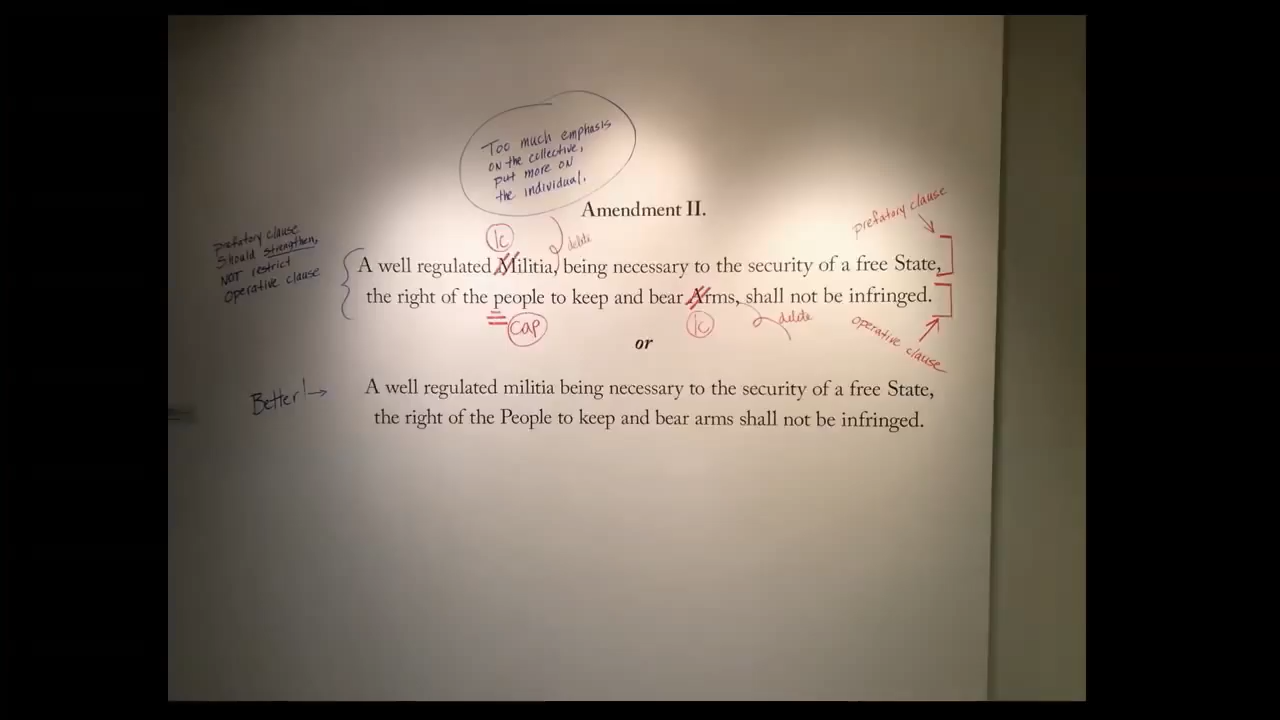 Too much emphasis
on the collective,
put more on
the individual.
Amendment II.
prefatory clause
lc
delete
prefatory clause
should strengthen,
NOT restrict
operative clause
A well regulated Militia, being necessary to the security of a free State,
the right of the people to keep and bear Arms, shall not be infringed.
cap
lc
delete
operative clause
or
Better! →
A well regulated militia being necessary to the security of a free State,
the right of the People to keep and bear arms shall not be infringed.